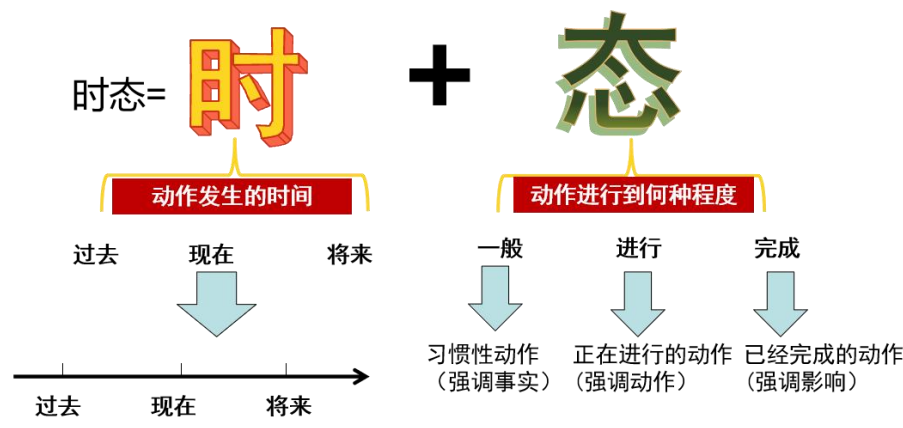 时态=时 + 态
动作发生的时间
动作进行到何种程度
过去 现在 将来
一般 进行 完成
习惯性动作
（强调事实）
正在进行的动作
（强调动作）
已经完成的动作
（强调影响）
过去 现在 将来